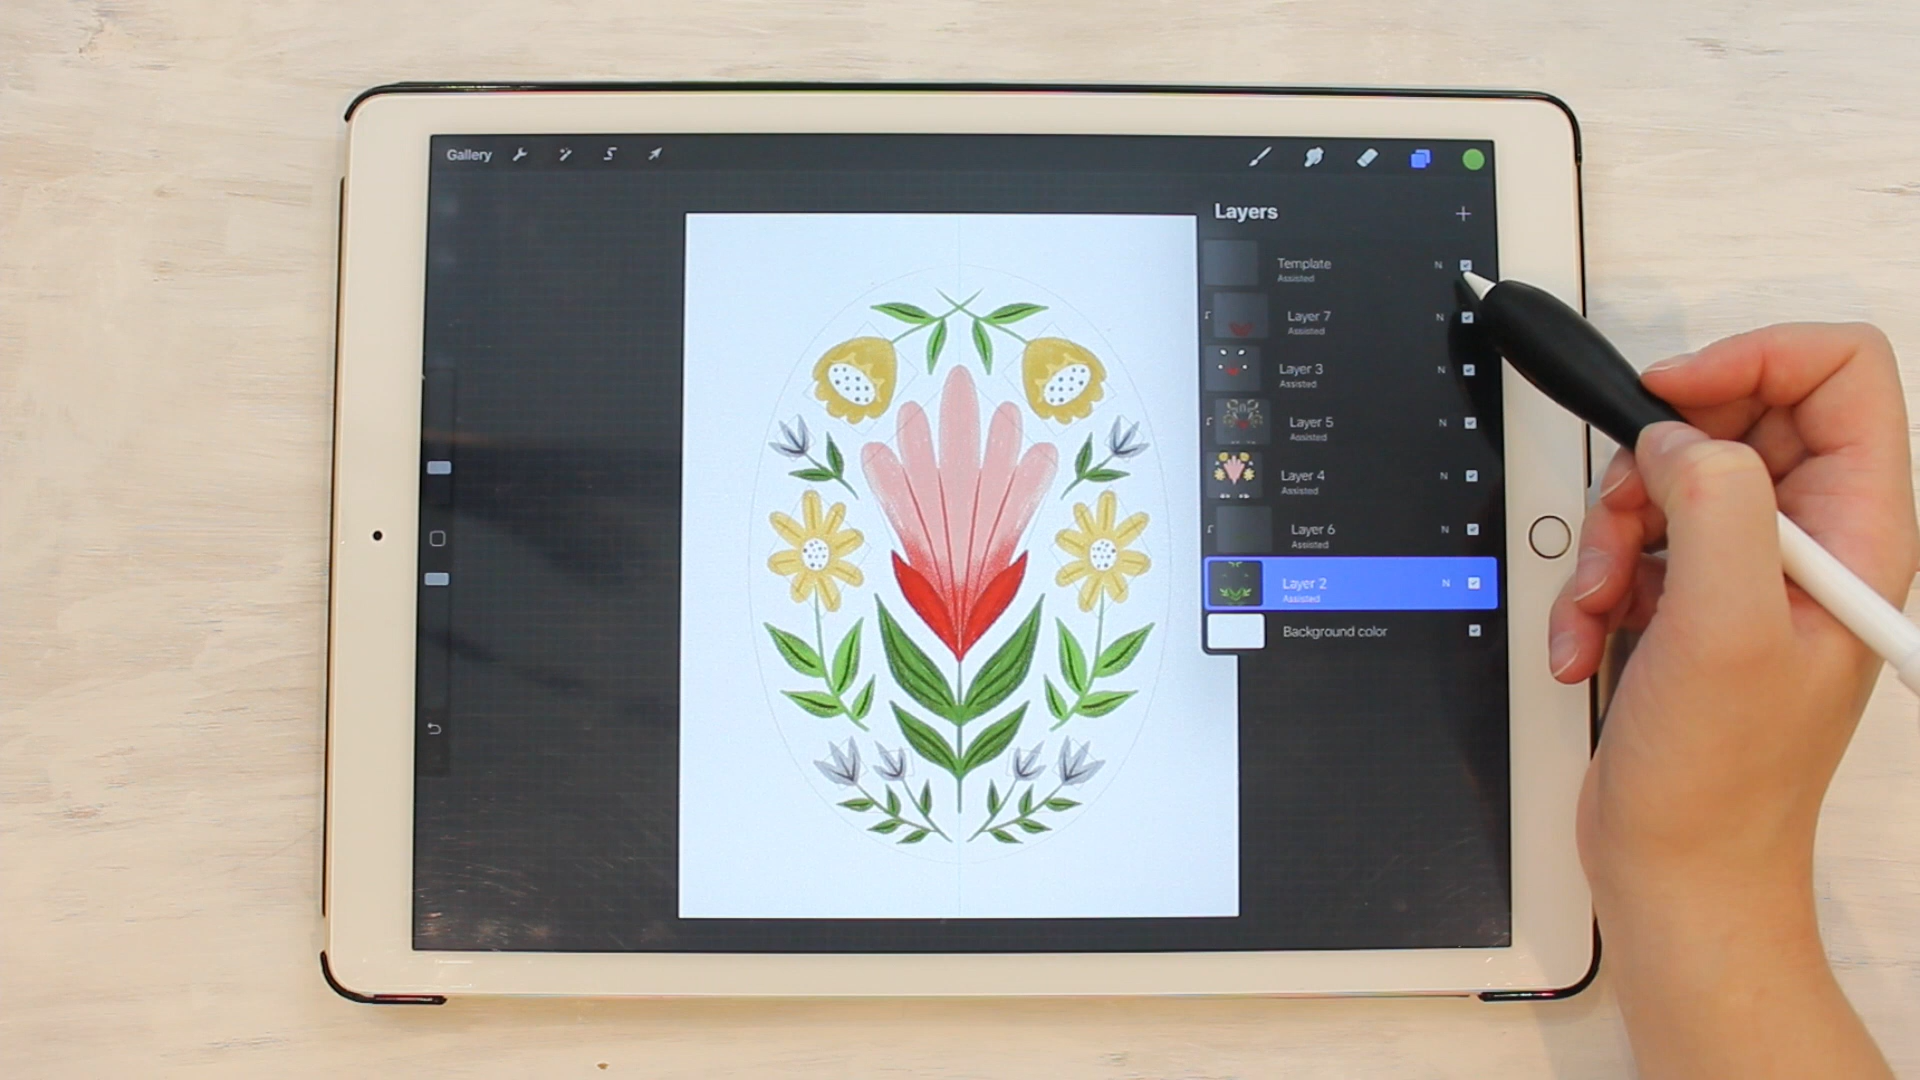 Gallery
Layers
Template
N
Assisted
Layer 7
N
Assisted
Layer 3
N
Assisted
Layer 5
N
Assisted
Layer 4
N
Assisted
Layer 6
N
Assisted
Layer 2
N
Assisted
Background color